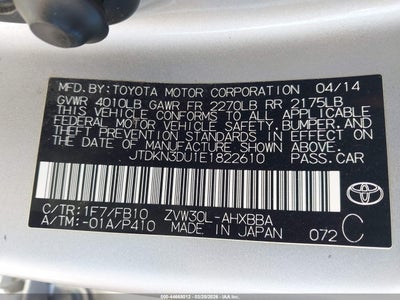 MFD.BY:TOYOTA MOTOR CORPORATION 04/14
GVWR 4010LB GAWR FR 2270LB RR 2175LB
THIS VEHICLE CONFORMS TO ALL APPLICABLE
FEDERAL MOTOR VEHICLE SAFETY,BUMPER,AND
THEFT PREVENTION STANDARDS IN EFFECT ON
THE DATE OF MANUFACTURE SHOWN ABOVE.
JTDKN3DU1E1822610 PASS.CAR
C/TR:1F7/FB10 ZVW30L-AHXBBA
A/TM:-01A/P410 MADE IN JAPAN 072 C
TOYOTA